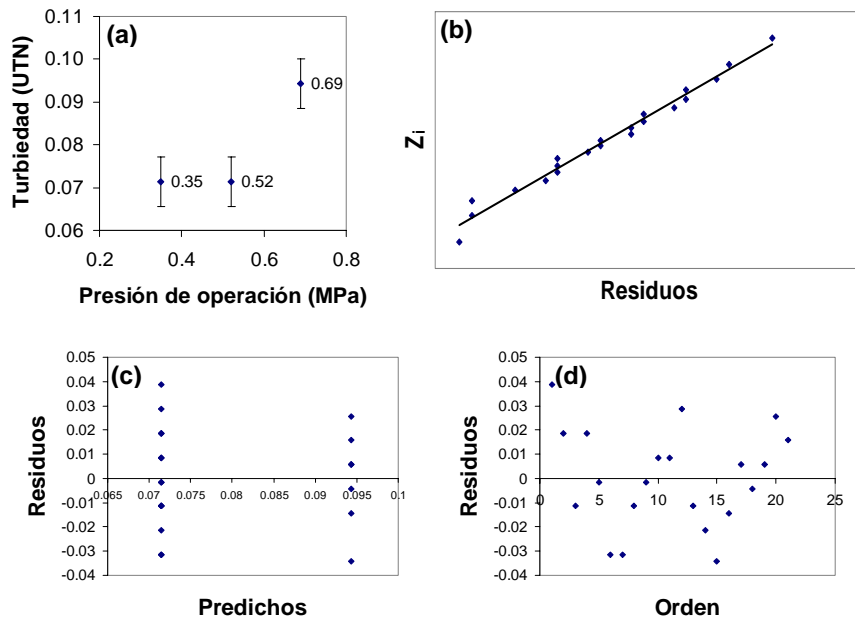 (a)
Turbiedad (UTN)
0.11
0.10
0.09
0.08
0.07
0.06
0.69
0.35
0.52
0.2 0.4 0.6 0.8
Presión de operación (MPa)
(b)
Zi
Residuos
(c)
Residuos
0.05
0.04
0.03
0.02
0.01
0
-0.01
-0.02
-0.03
-0.04
0.065 0.07 0.075 0.08 0.085 0.09 0.095 0.1
Predichos
(d)
Residuos
0.05
0.04
0.03
0.02
0.01
0
-0.01
-0.02
-0.03
-0.04
0 5 10 15 20 25
Orden